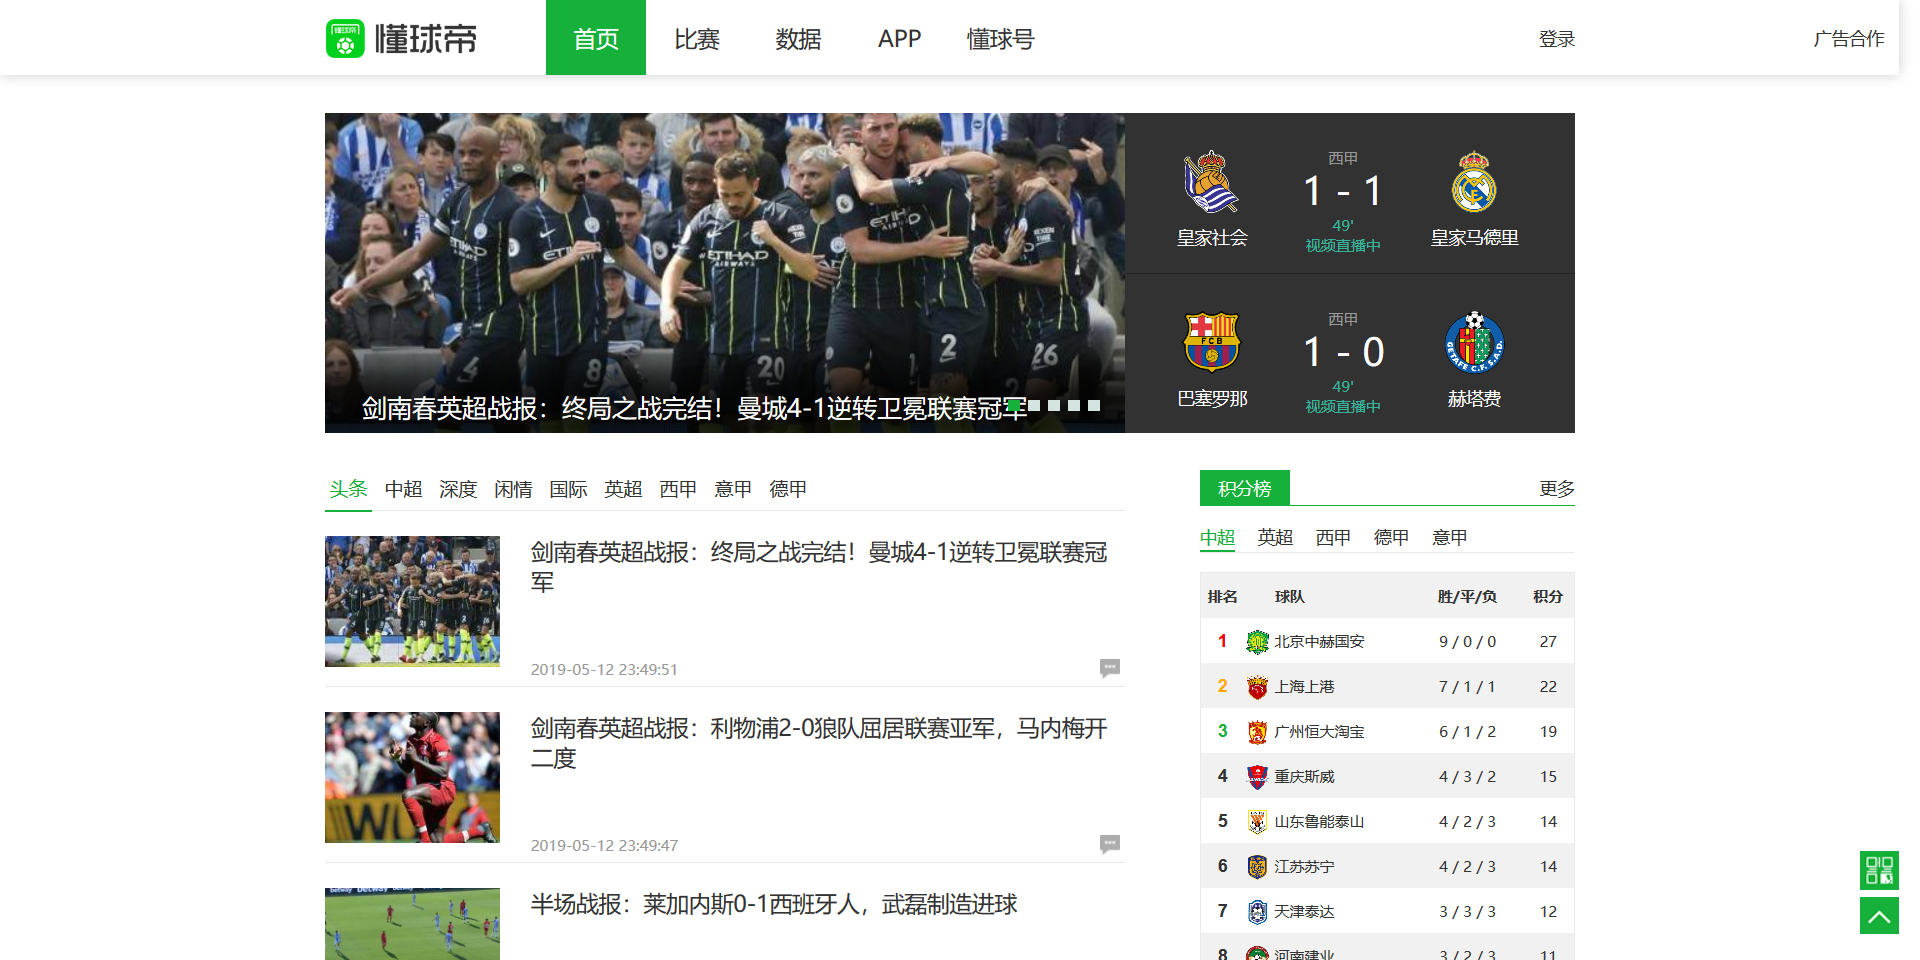 懂球帝
首页 比赛 数据 APP 懂球号
登录
广告合作
剑南春英超战报：终局之战完结！曼城4-1逆转卫冕联赛冠军
西甲
1 - 1
49'
视频直播中
皇家社会
皇家马德里
西甲
1 - 0
49'
视频直播中
巴塞罗那
赫塔费
头条 中超 深度 闲情 国际 英超 西甲 意甲 德甲
剑南春英超战报：终局之战完结！曼城4-1逆转卫冕联赛冠
军
2019-05-12 23:49:51
剑南春英超战报：利物浦2-0狼队屈居联赛亚军，马内梅开
二度
2019-05-12 23:49:47
半场战报：莱加内斯0-1西班牙人，武磊制造进球
积分榜
更多
中超 英超 西甲 德甲 意甲
排名 球队 胜/平/负 积分
1 北京中赫国安 9 / 0 / 0 27
2 上海上港 7 / 1 / 1 22
3 广州恒大淘宝 6 / 1 / 2 19
4 重庆斯威 4 / 3 / 2 15
5 山东鲁能泰山 4 / 2 / 3 14
6 江苏苏宁 4 / 2 / 3 14
7 天津泰达 3 / 3 / 3 12
8 河南建业 3 / 2 / 3 11